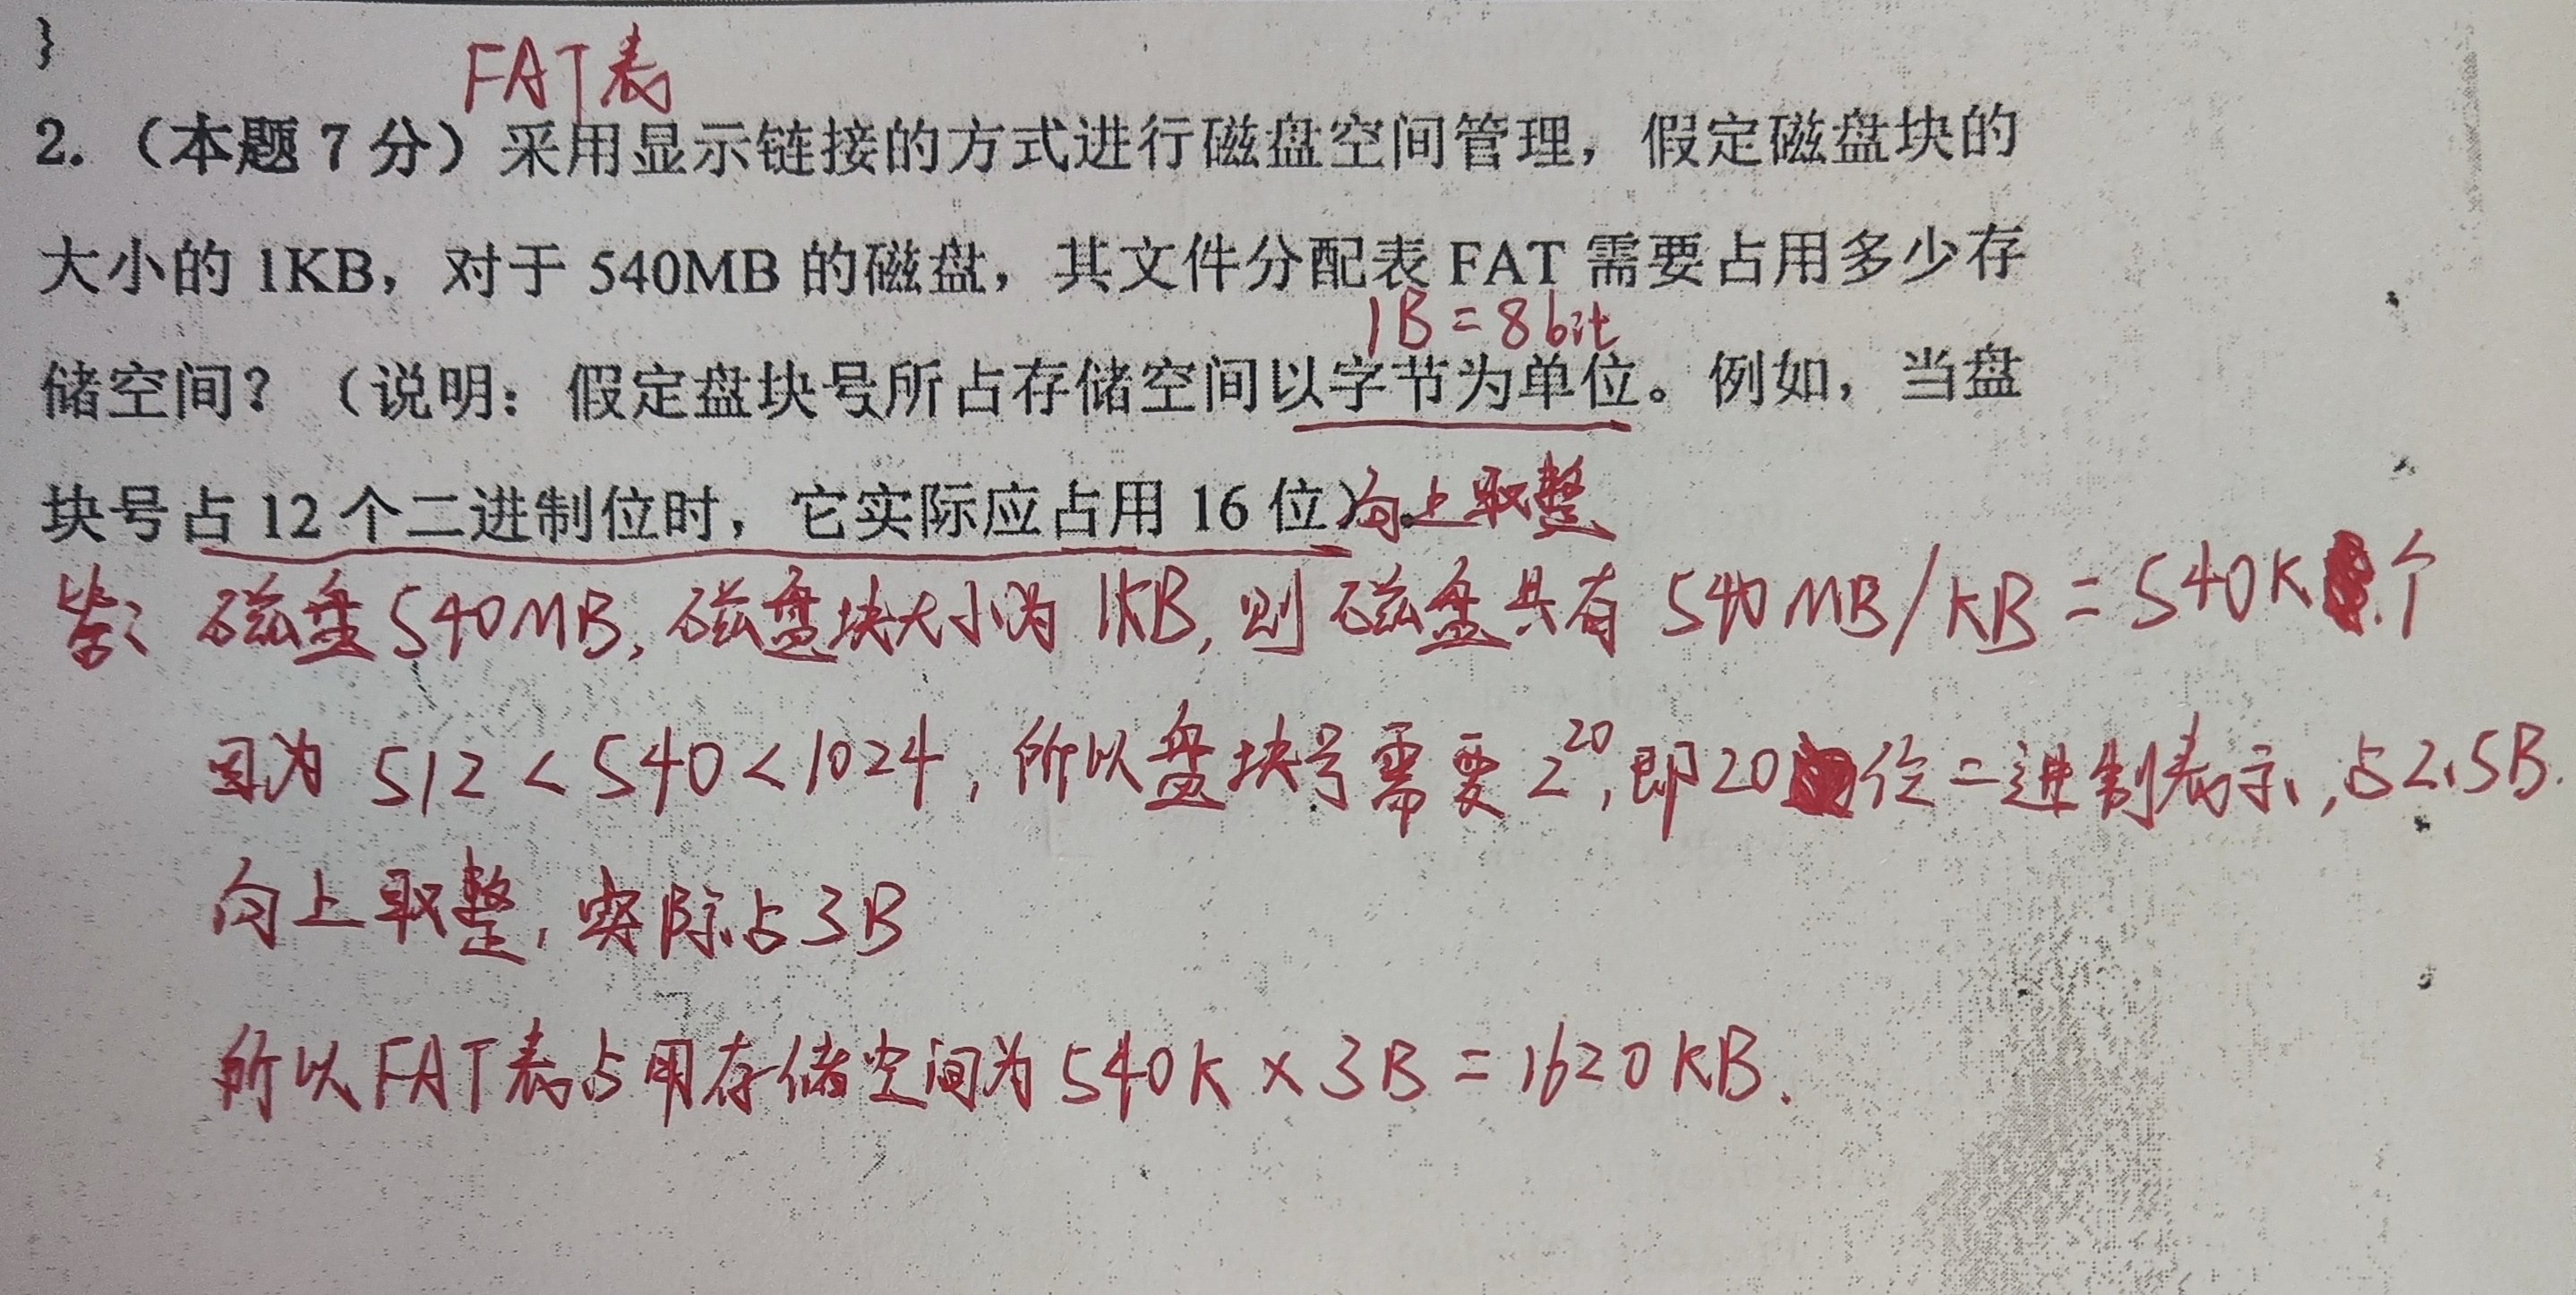 }
FAT表
2.（本题 7 分）采用显示链接的方式进行磁盘空间管理，假定磁盘块的
大小的 1KB，对于 540MB 的磁盘，其文件分配表 FAT 需要占用多少存
1B=8bit
储空间？（说明：假定盘块号所占存储空间以字节为单位。例如，当盘
块号占 12 个二进制位时，它实际应占用 16 位）。向上取整
答: 磁盘540MB,磁盘块大小为 1KB,则磁盘共有 540MB/KB=540K个
因为 512<540<1024,所以盘块号需要 2^20,即20位二进制表示,占2.5B.
向上取整,实际占3B
所以FAT表占用存储空间为540K×3B=1620KB.